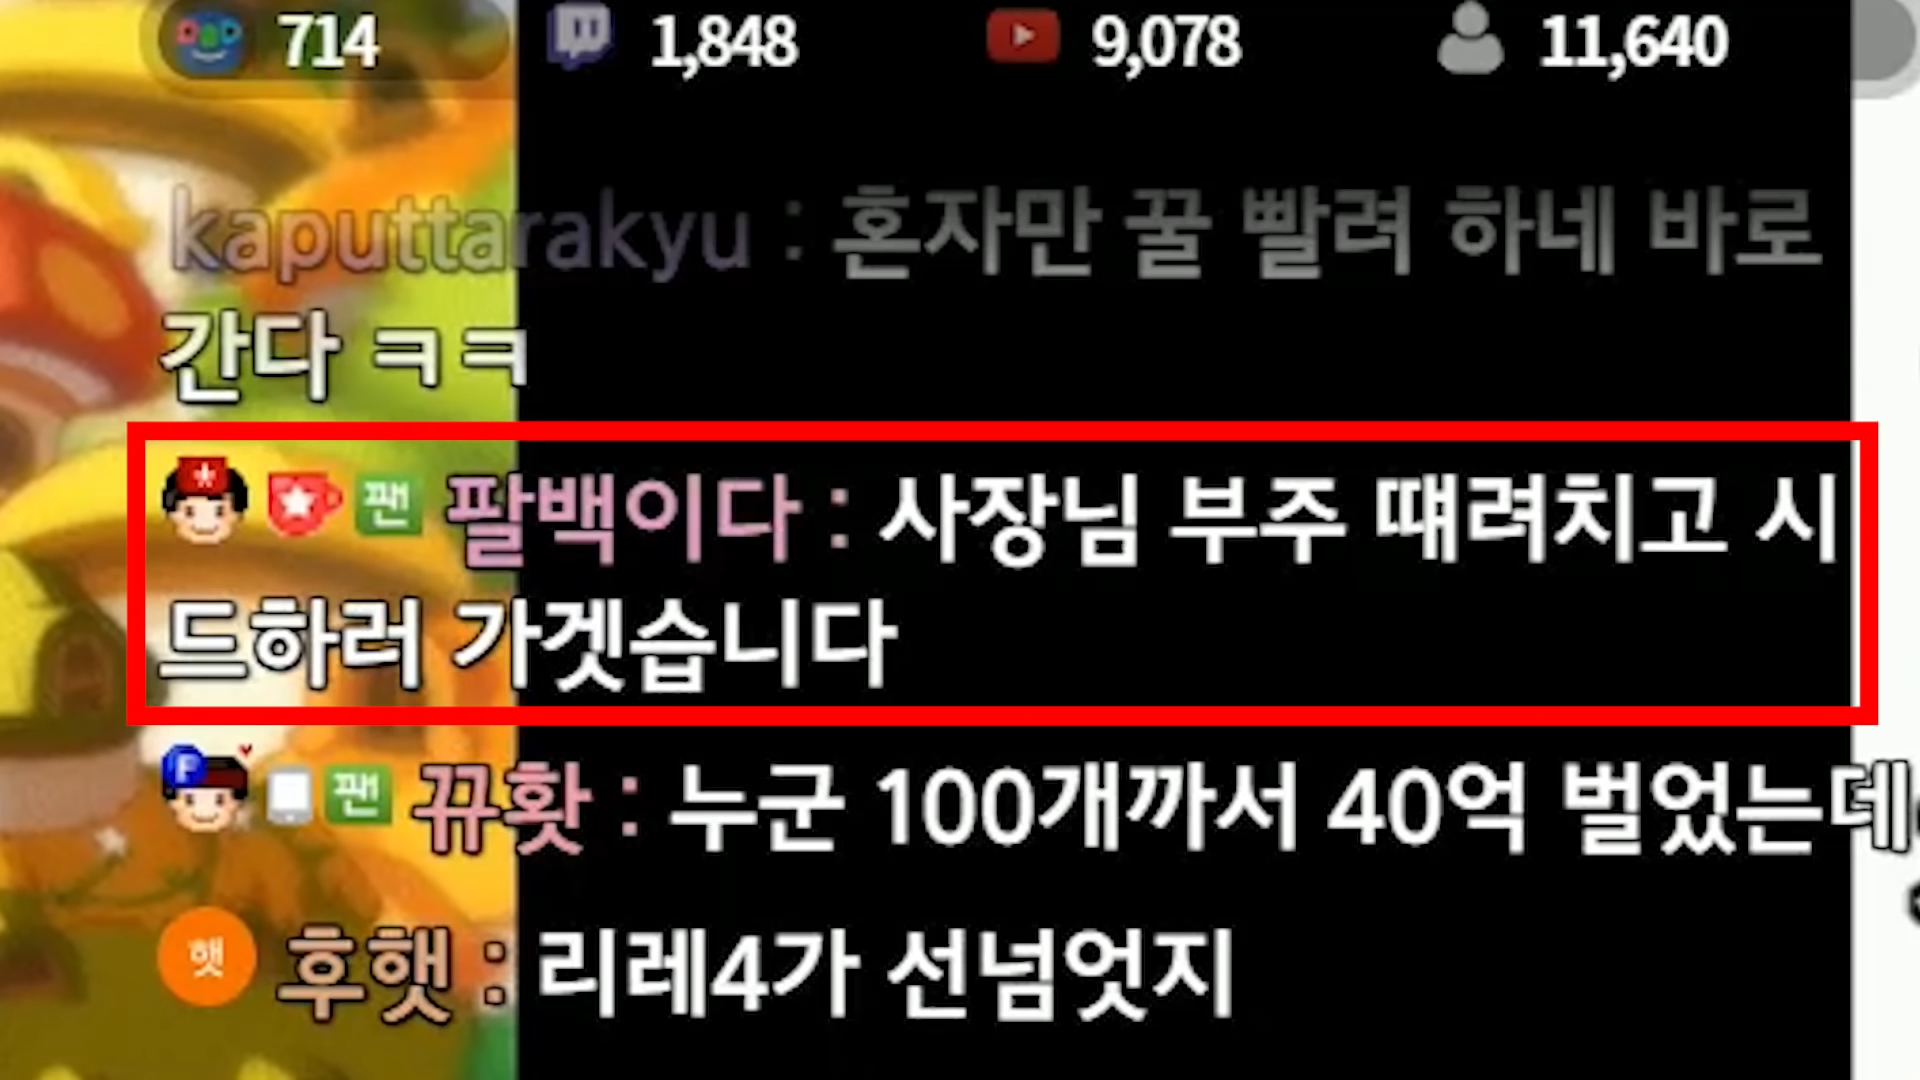 714 1,848 9,078 11,640
kaputtarakyu : 혼자만 꿀 빨려 하네 바로
간다 ㅋㅋ
팬 팔백이다 : 사장님 부주 떄려치고 시
드하러 가겟습니다
F 팬 뀨홧 : 누군 100개까서 40억 벌었는데
햇 후햇 : 리레4가 선넘엇지